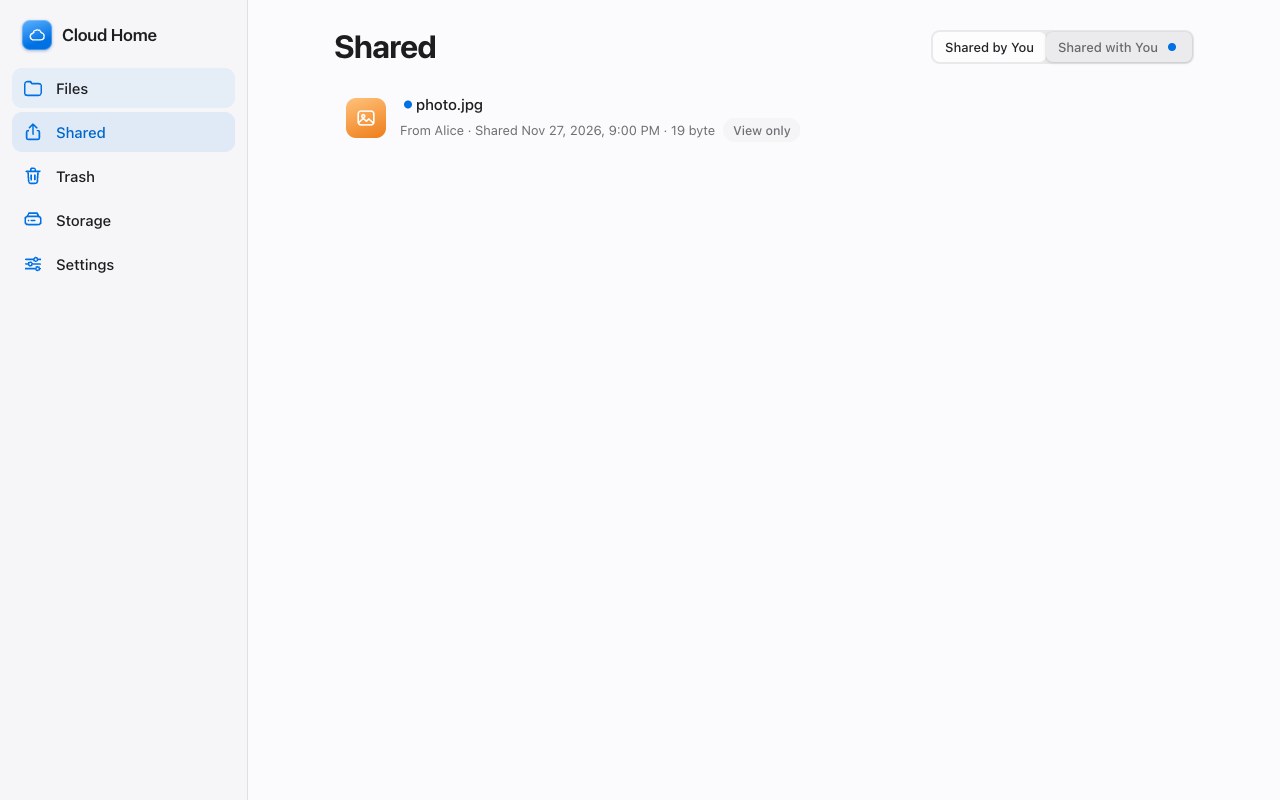 Cloud Home
Files
Shared
Trash
Storage
Settings
Shared
Shared by You
Shared with You
photo.jpg
From Alice · Shared Nov 27, 2026, 9:00 PM · 19 byte
View only